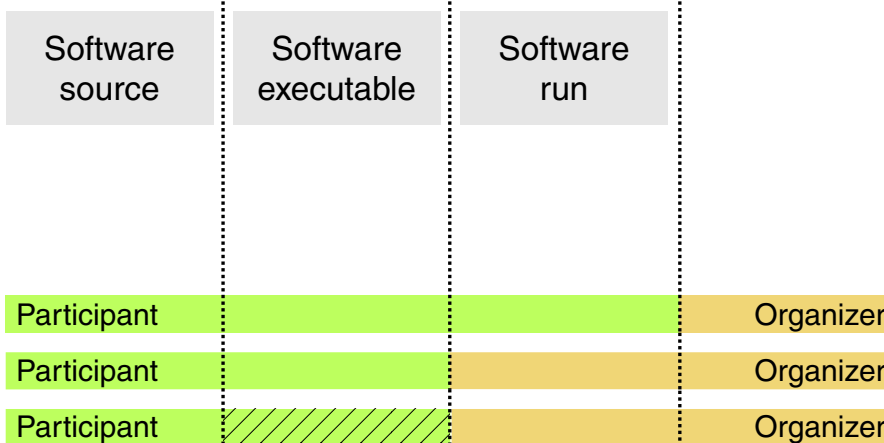 Software
source
Software
executable
Software
run
Participant
Organizer
Participant
Organizer
Participant
Organizer